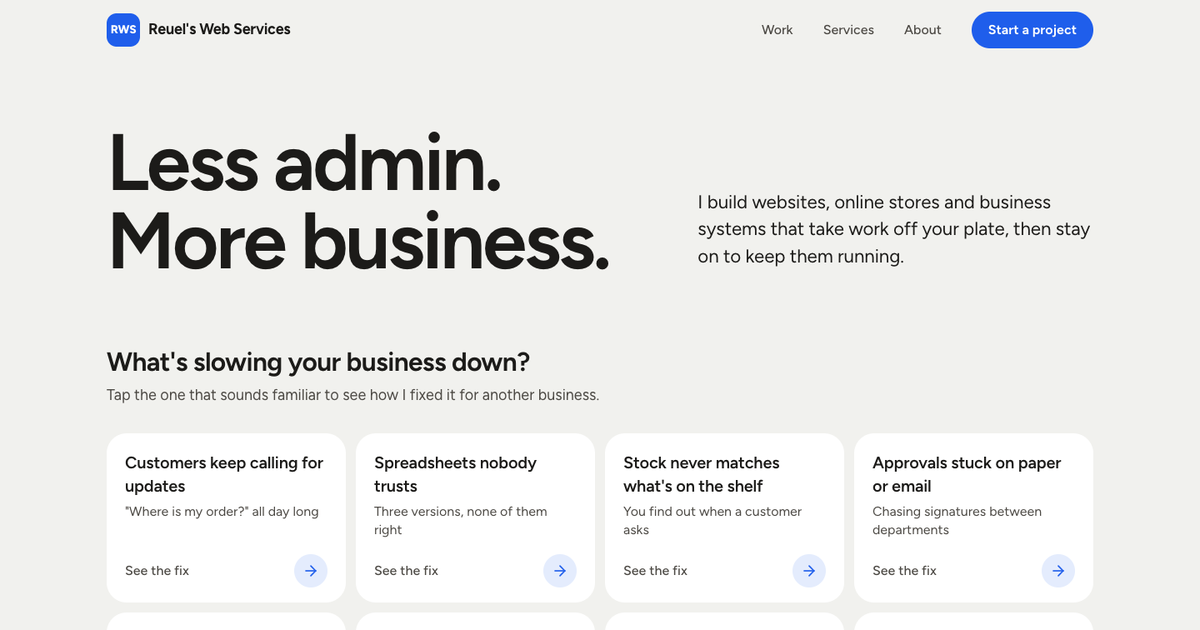 RWS
Reuel's Web Services
Work
Services
About
Start a project
Less admin.
More business.
I build websites, online stores and business
systems that take work off your plate, then stay
on to keep them running.
What's slowing your business down?
Tap the one that sounds familiar to see how I fixed it for another business.
Customers keep calling for
updates
"Where is my order?" all day long
See the fix
Spreadsheets nobody
trusts
Three versions, none of them
right
See the fix
Stock never matches
what's on the shelf
You find out when a customer
asks
See the fix
Approvals stuck on paper
or email
Chasing signatures between
departments
See the fix